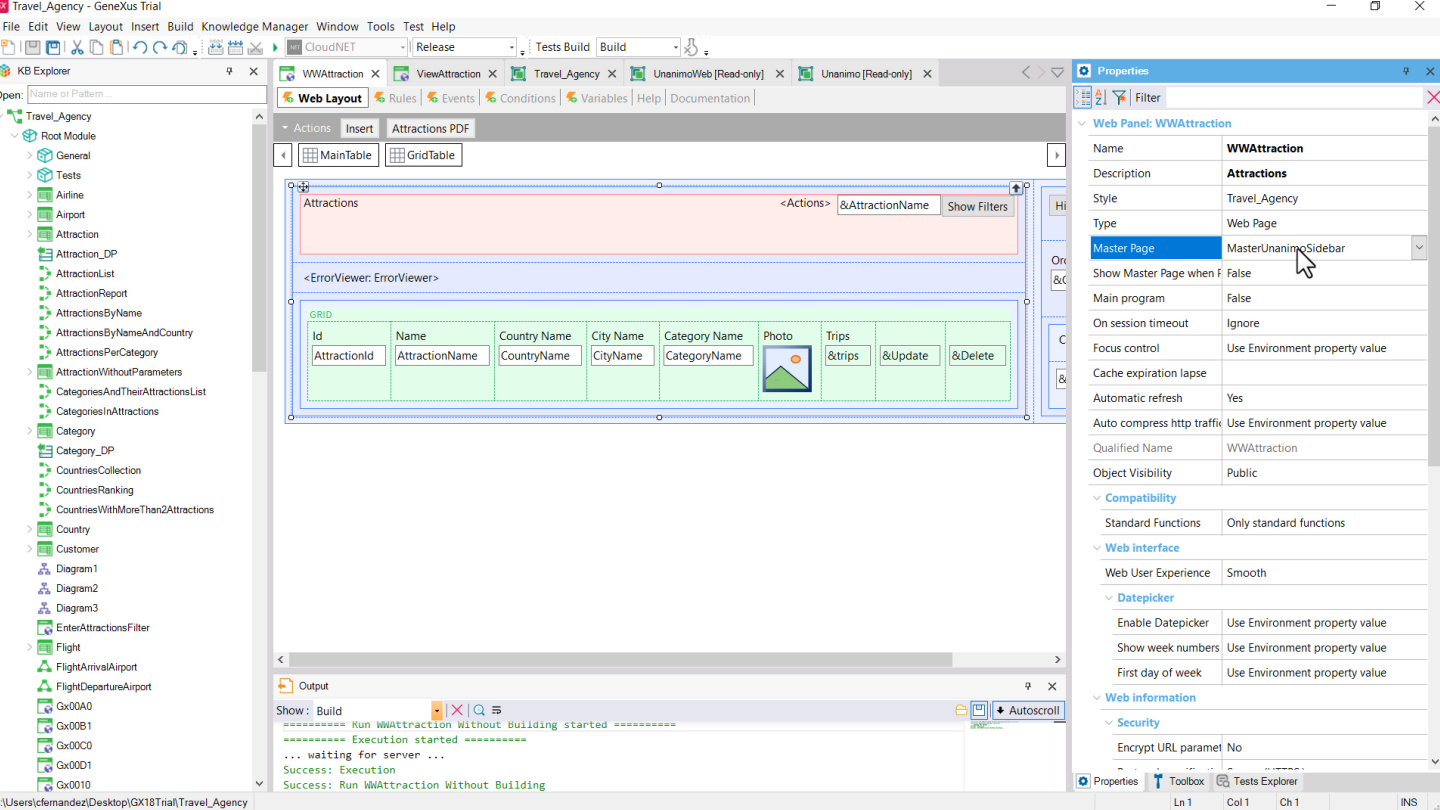 Travel_Agency - GeneXus Trial
File Edit View Layout Insert Build Knowledge Manager Window Tools Test Help
CloudNET Release Tests Build Build
KB Explorer
Open: Name or Pattern ...
Travel_Agency
Root Module
General
Tests
Airline
Airport
Attraction
Attraction_DP
AttractionList
AttractionReport
AttractionsByName
AttractionsByNameAndCountry
AttractionsPerCategory
AttractionWithoutParameters
CategoriesAndTheirAttractionsList
CategoriesInAttractions
Category
Category_DP
CountriesCollection
CountriesRanking
CountriesWithMoreThan2Attractions
Country
Customer
Diagram1
Diagram2
Diagram3
EnterAttractionsFilter
Flight
FlightArrivalAirport
FlightDepartureAirport
Gx00A0
Gx00B1
Gx00C0
Gx00D1
Gx0010
WWAttraction ViewAttraction Travel_Agency UnanimoWeb [Read-only] Unanimo [Read-only]
Web Layout Rules Events Conditions Variables Help Documentation
Actions Insert Attractions PDF
MainTable GridTable
Attractions <Actions> &AttractionName Show Filters Hi
<ErrorViewer: ErrorViewer>
GRID
Id Name Country Name City Name Category Name Photo Trips
AttractionId AttractionName CountryName CityName CategoryName &trips &Update &Delete
Output
Show: Build Autoscroll
========== Run WWAttraction Without Building started ==========
========== Execution started ==========
... waiting for server ...
Success: Execution
Success: Run WWAttraction Without Building
Properties
Filter
Web Panel: WWAttraction
Name WWAttraction
Description Attractions
Style Travel_Agency
Type Web Page
Master Page MasterUnanimoSidebar
Show Master Page when P False
Main program False
On session timeout Ignore
Focus control Use Environment property value
Cache expiration lapse
Automatic refresh Yes
Auto compress http traffic Use Environment property value
Qualified Name WWAttraction
Object Visibility Public
Compatibility
Standard Functions Only standard functions
Web interface
Web User Experience Smooth
Datepicker
Enable Datepicker Use Environment property value
Show week numbers Use Environment property value
First day of week Use Environment property value
Web information
Security
Encrypt URL paramet No
Properties Toolbox Tests Explorer
:\Users\cfernandez\Desktop\GX18Trial\Travel_Agency Ln 1 Col 1 Ch 1 INS